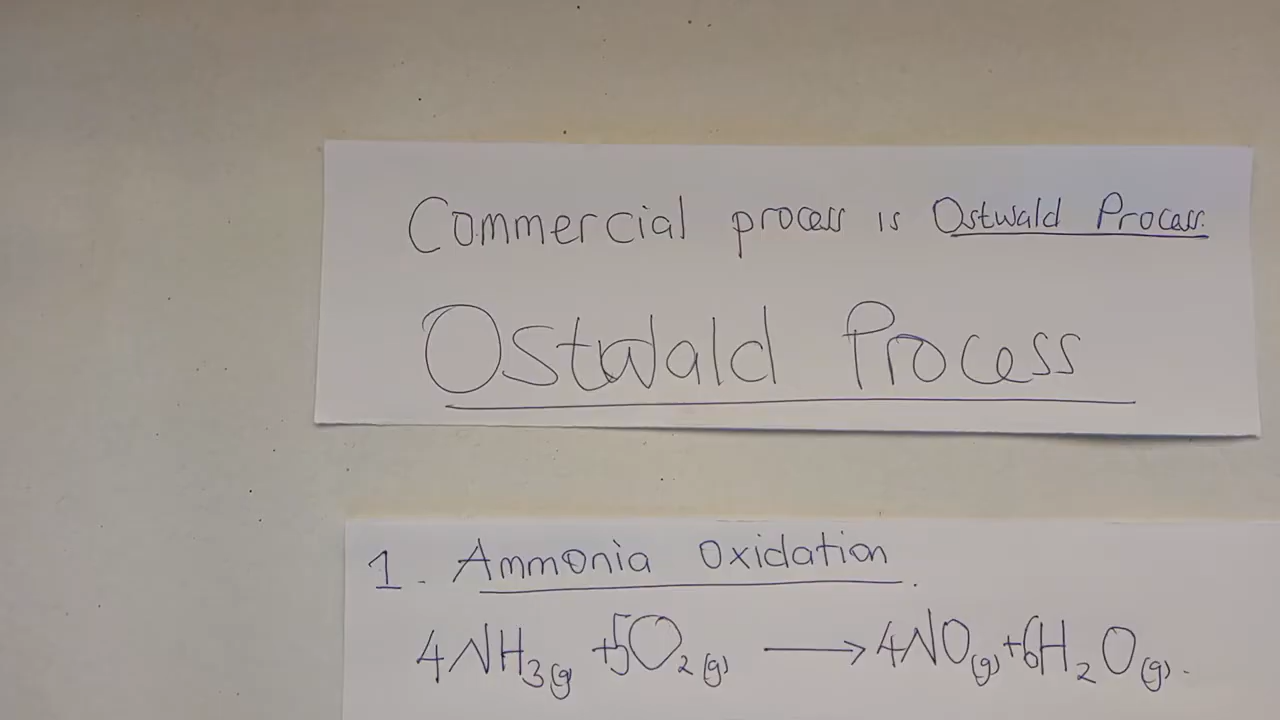 Commercial process is Ostwald Process.
Ostwald Process
1. Ammonia Oxidation.
4NH₃(g) + 5O₂(g) ⟶ 4NO(g) + 6H₂O(g).